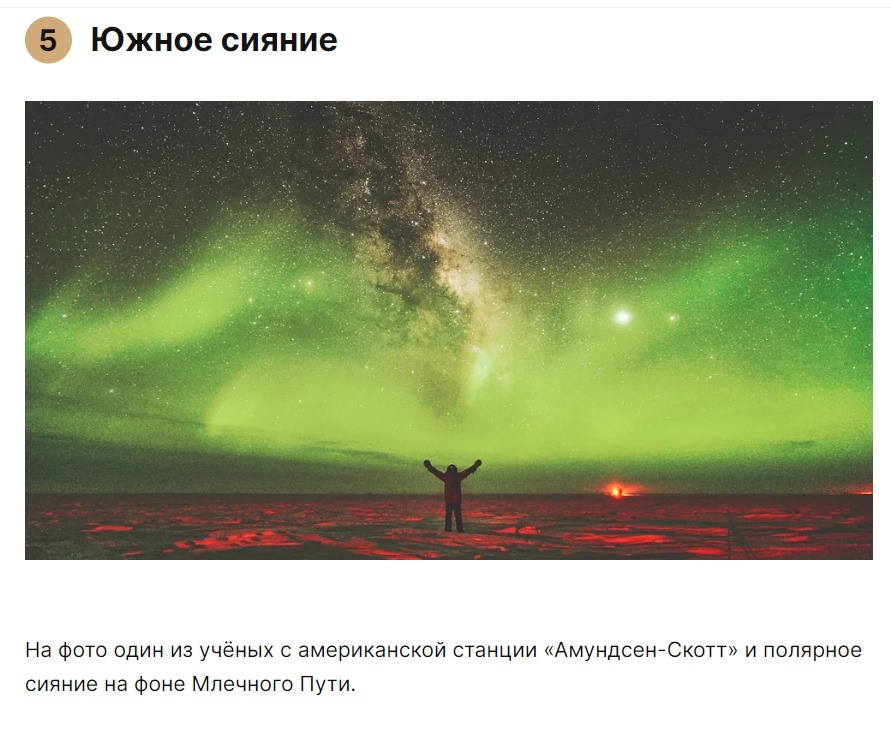 5 Южное сияние
На фото один из учёных с американской станции «Амундсен-Скотт» и полярное
сияние на фоне Млечного Пути.